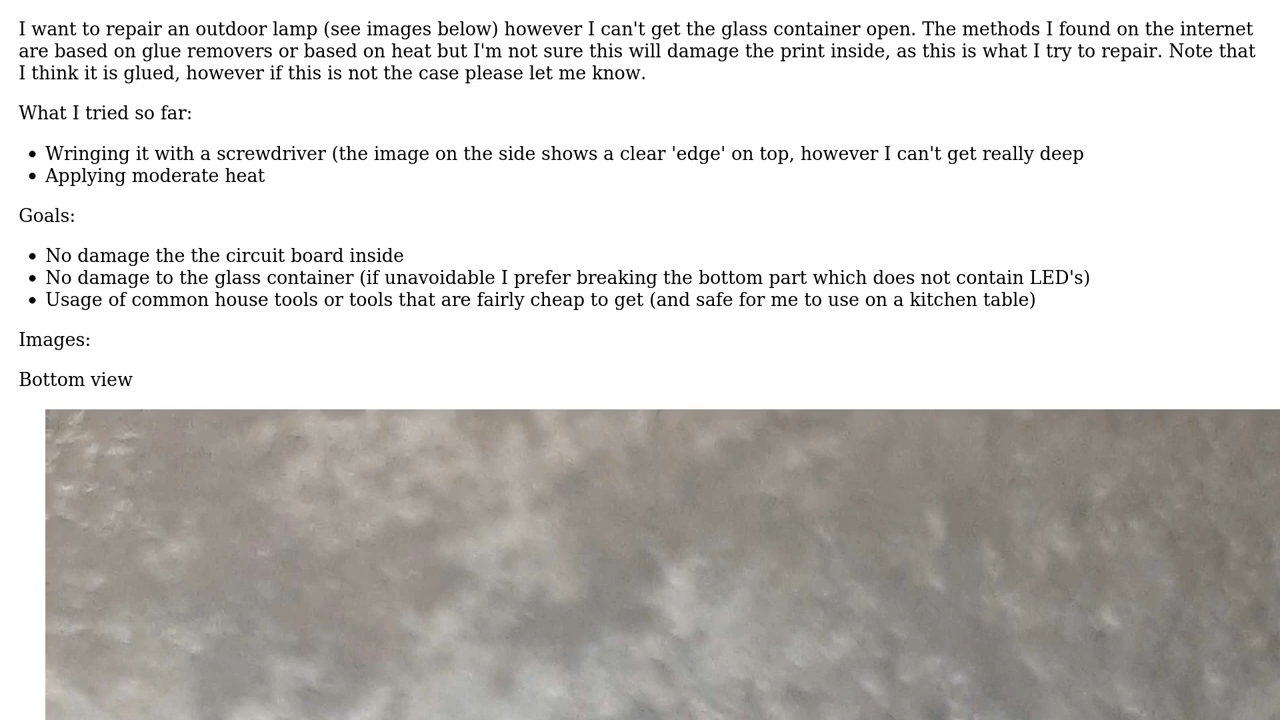 I want to repair an outdoor lamp (see images below) however I can't get the glass container open. The methods I found on the internet
are based on glue removers or based on heat but I'm not sure this will damage the print inside, as this is what I try to repair. Note that
I think it is glued, however if this is not the case please let me know.
What I tried so far:
• Wringing it with a screwdriver (the image on the side shows a clear 'edge' on top, however I can't get really deep
• Applying moderate heat
Goals:
• No damage the the circuit board inside
• No damage to the glass container (if unavoidable I prefer breaking the bottom part which does not contain LED's)
• Usage of common house tools or tools that are fairly cheap to get (and safe for me to use on a kitchen table)
Images:
Bottom view